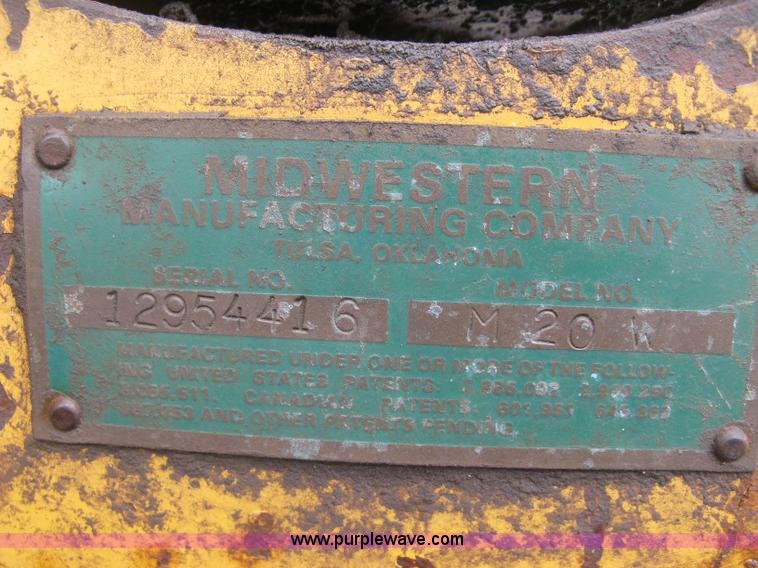 MIDWESTERN
MANUFACTURING COMPANY
TULSA, OKLAHOMA
SERIAL NO. MODEL NO.
12954416 M 20 W
MANUFACTURED UNDER ONE OR MORE OF THE FOLLOW-
ING UNITED STATES PATENTS:
CANADIAN PATENTS:
AND OTHER PATENTS PENDING.
www.purplewave.com